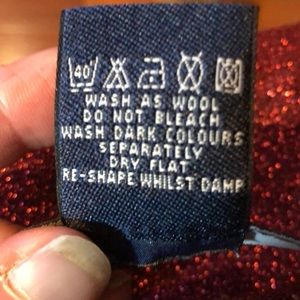 40
WASH AS WOOL
DO NOT BLEACH
WASH DARK COLOURS
SEPARATELY
DRY FLAT
RE-SHAPE WHILST DAMP